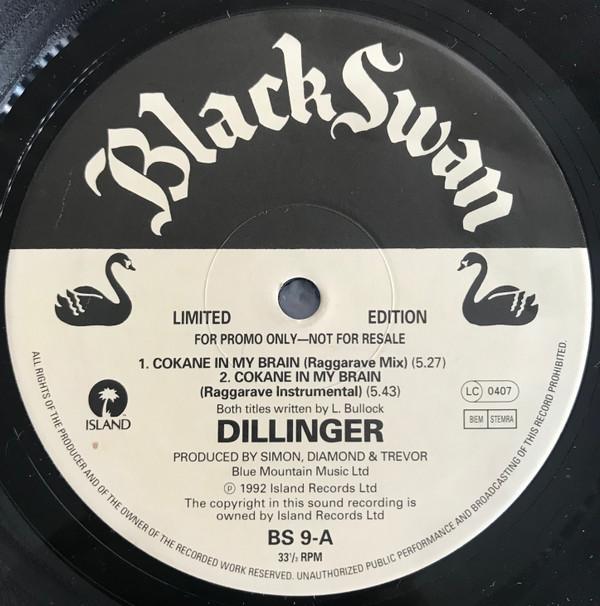 Black Swan
LIMITED EDITION
FOR PROMO ONLY—NOT FOR RESALE
1. COKANE IN MY BRAIN (Raggarave Mix) (5.27)
2. COKANE IN MY BRAIN
(Raggarave Instrumental) (5.43)
Both titles written by L. Bullock
DILLINGER
PRODUCED BY SIMON, DIAMOND & TREVOR
Blue Mountain Music Ltd
℗ 1992 Island Records Ltd
The copyright in this sound recording is
owned by Island Records Ltd
BS 9-A
33⅓ RPM
ISLAND
LC 0407
BIEM STEMRA
ALL RIGHTS OF THE PRODUCER AND OF THE OWNER OF THE RECORDED WORK RESERVED. UNAUTHORIZED PUBLIC PERFORMANCE AND BROADCASTING OF THIS RECORD PROHIBITED.